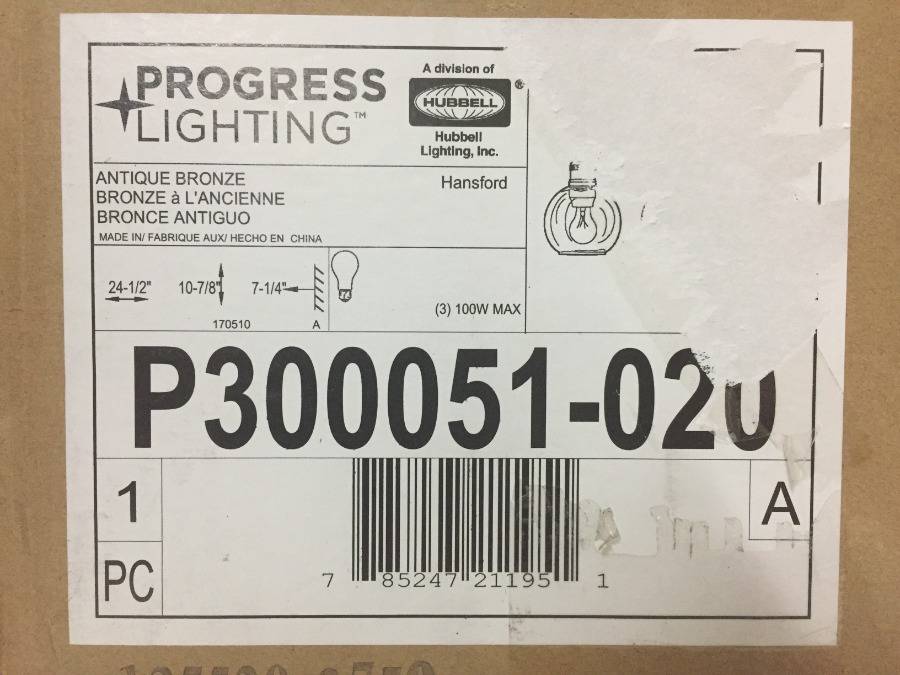 PROGRESS
LIGHTING™
A division of
HUBBELL®
Hubbell
Lighting, Inc.
ANTIQUE BRONZE
BRONZE à L'ANCIENNE
BRONCE ANTIGUO
MADE IN/ FABRIQUE AUX/ HECHO EN CHINA
Hansford
24-1/2" 10-7/8" 7-1/4"
170510 A
(3) 100W MAX
P300051-020
1
PC
A
7 85247 21195 1